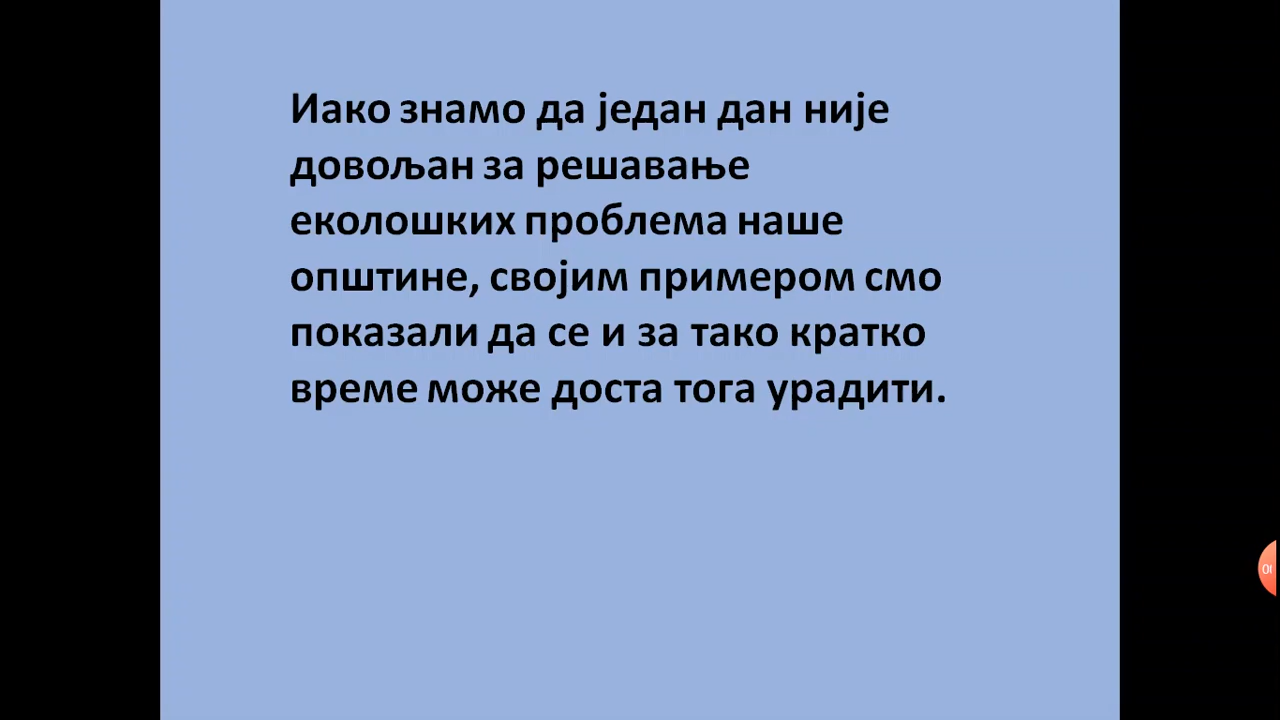 Иако знамо да један дан није
довољан за решавање
еколошких проблема наше
општине, својим примером смо
показали да се и за тако кратко
време може доста тога урадити.